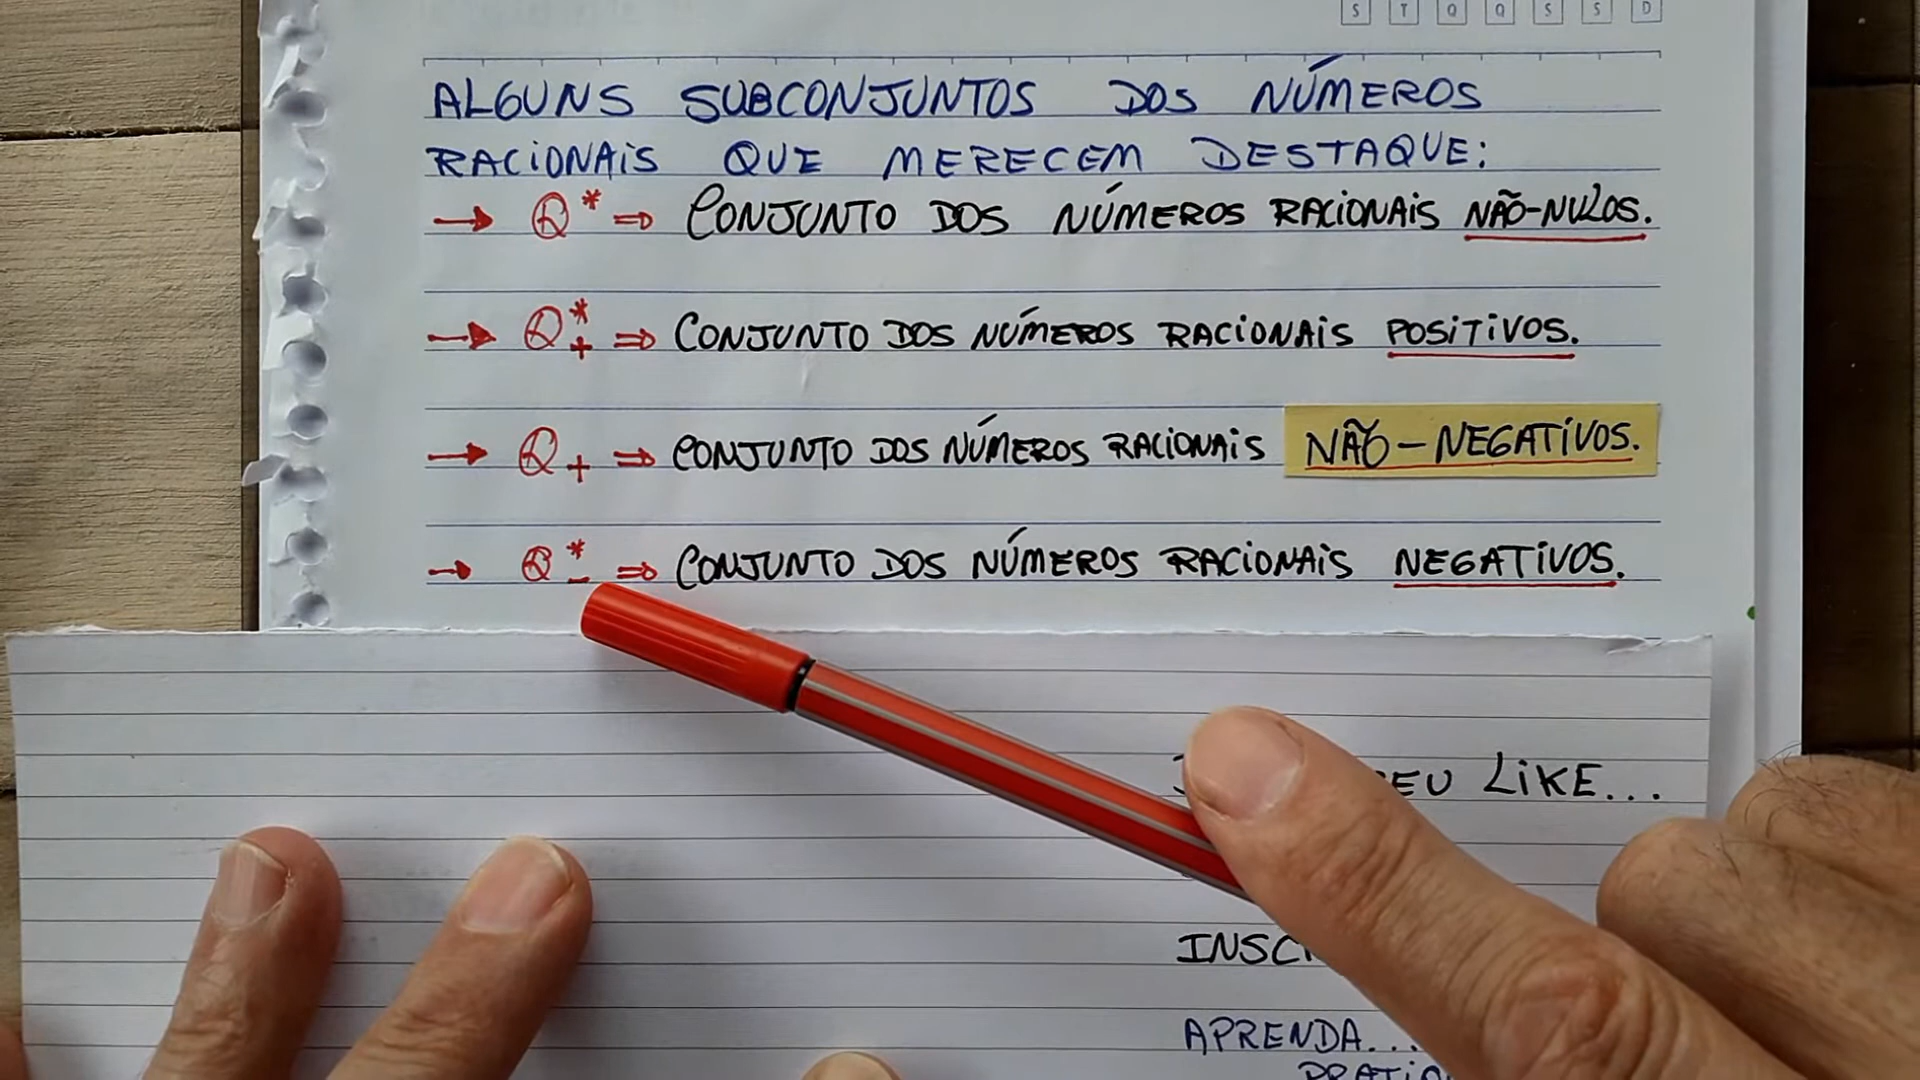 S T Q Q S S D
ALGUNS SUBCONJUNTOS DOS NÚMEROS
RACIONAIS QUE MERECEM DESTAQUE:
→ Q* ⇒ CONJUNTO DOS NÚMEROS RACIONAIS NÃO-NULOS.
→ Q*+ ⇒ CONJUNTO DOS NÚMEROS RACIONAIS POSITIVOS.
→ Q+ ⇒ CONJUNTO DOS NÚMEROS RACIONAIS NÃO-NEGATIVOS.
→ Q*- ⇒ CONJUNTO DOS NÚMEROS RACIONAIS NEGATIVOS.
LIKE...
APRENDA...